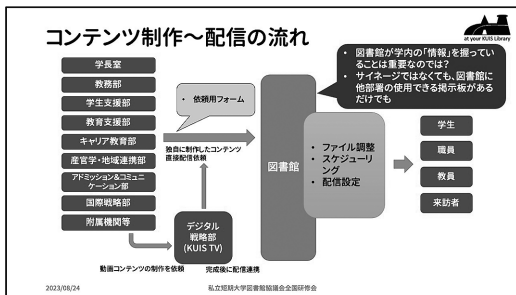 コンテンツ制作～配信の流れ
at your KUIS Library
学長室
教務部
学生支援部
教育支援部
キャリア教育部
産官学・地域連携部
アドミッション&コミュニ
ケーション部
国際戦略部
附属機関等
• 依頼用フォーム
独自に制作したコンテンツ
直接配信依頼
デジタル
戦略部
(KUIS TV)
動画コンテンツの制作を依頼
完成後に配信連携
図書館
• ファイル調整
• スケジューリ
ング
• 配信設定
• 図書館が学内の「情報」を握ってい
ることは重要なのでは?
• サイネージではなくても、図書館に
他部署の使用できる掲示板がある
だけでも
学生
職員
教員
来訪者
2023/08/24
私立短期大学図書館協議会全国研修会